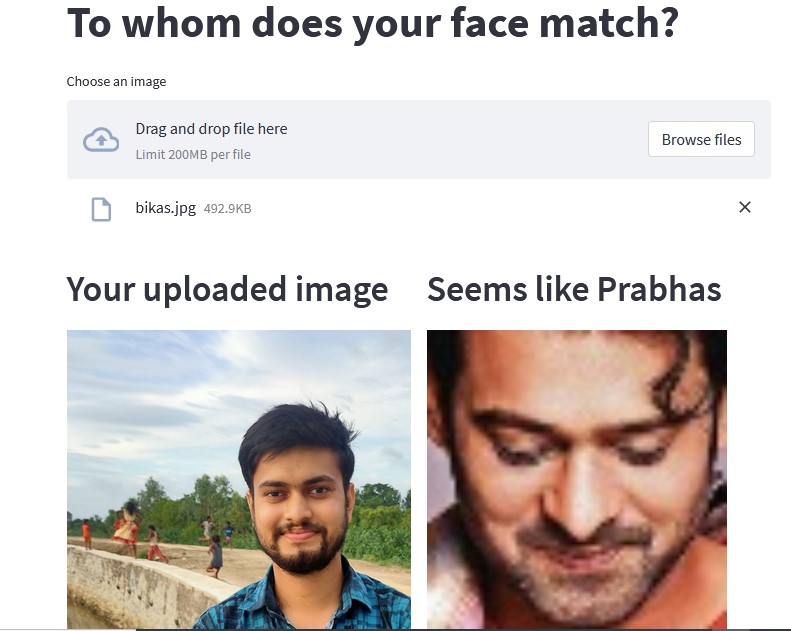 To whom does your face match?
Choose an image
Drag and drop file here
Limit 200MB per file
Browse files
bikas.jpg 492.9KB
Your uploaded image
Seems like Prabhas